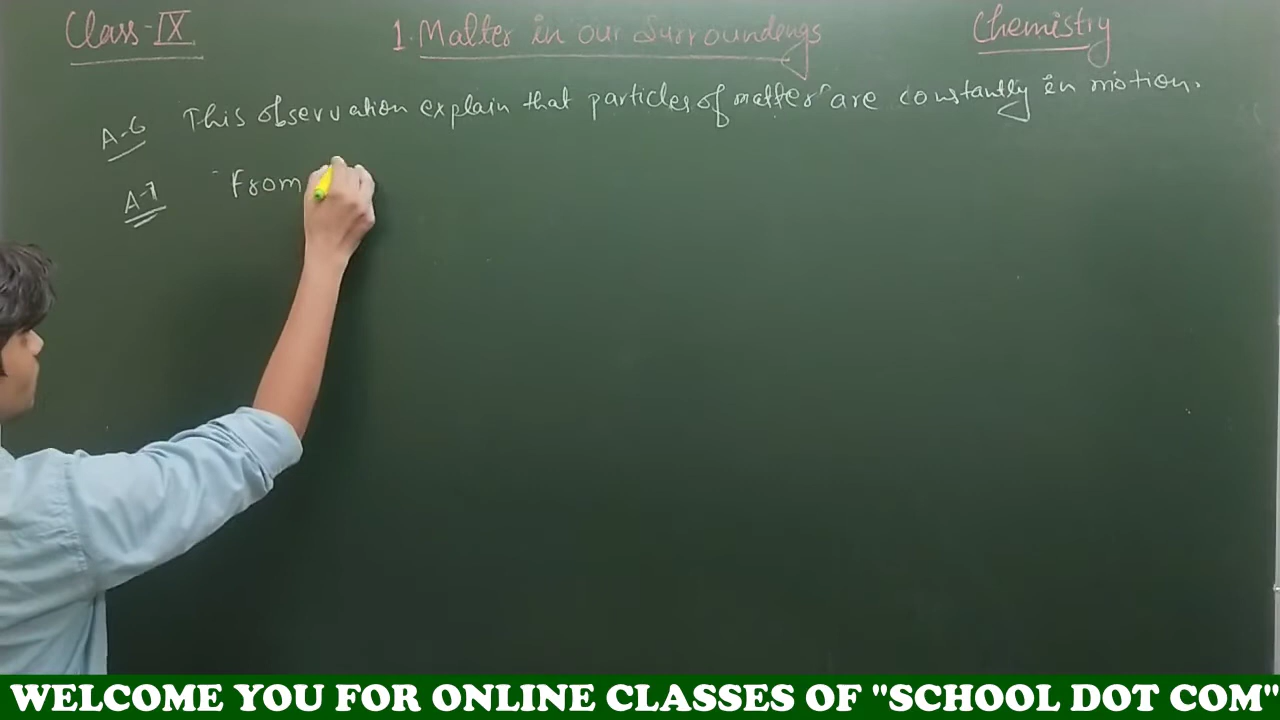 Class-IX 1. Matter in our Surroundings Chemistry
A-6 This observation explain that particles of matter are constantly in motion.
A-7 From
WELCOME YOU FOR ONLINE CLASSES OF "SCHOOL DOT COM"